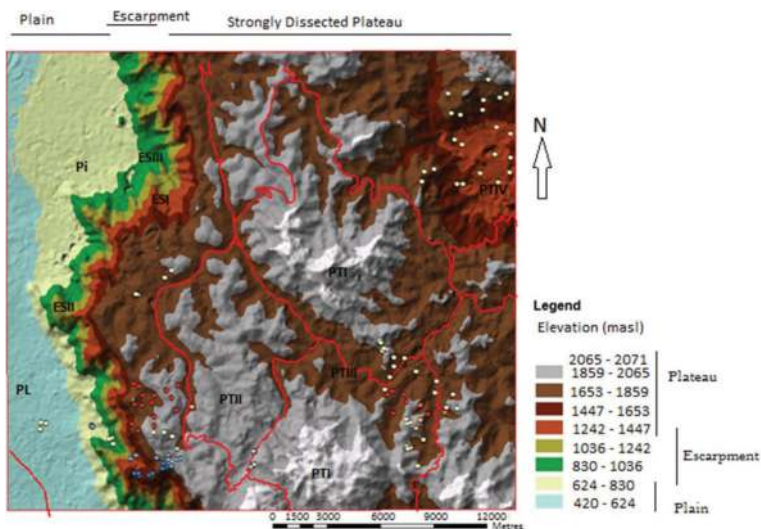 Plain Escarpment Strongly Dissected Plateau
N
ESIII
Pi
ESI
PTIV
PTI
ESII
PTIII
PL
PTII
PTI
Legend
Elevation (masl)
2065 - 2071
1859 - 2065
1653 - 1859
1447 - 1653
1242 - 1447
1036 - 1242
830 - 1036
624 - 830
420 - 624
Plateau
Escarpment
Plain
0 1500 3000 6000 9000 12000
Metres